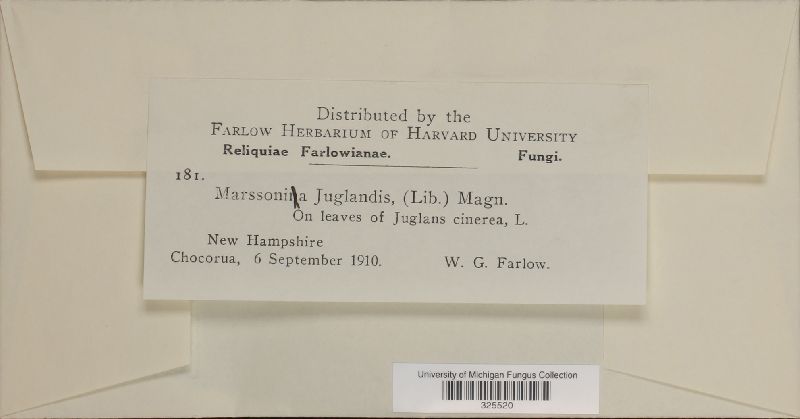 Distributed by the
FARLOW HERBARIUM OF HARVARD UNIVERSITY
Reliquiae Farlowianae. Fungi.
181.
Marssonina Juglandis, (Lib.) Magn.
On leaves of Juglans cinerea, L.
New Hampshire
Chocorua, 6 September 1910. W. G. Farlow.
University of Michigan Fungus Collection
325520